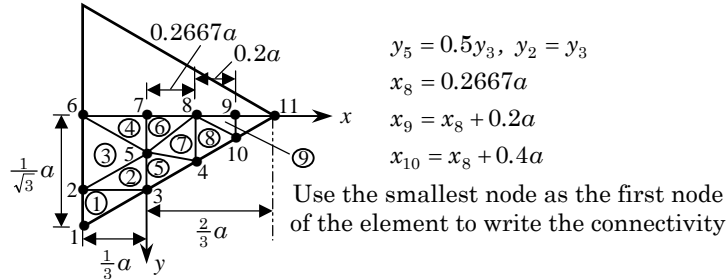 0.2667a
0.2a
y₅ = 0.5y₃, y₂ = y₃
x₈ = 0.2667a
x₉ = x₈ + 0.2a
x₁₀ = x₈ + 0.4a
6 7 8 9 11 x
④ ⑥
③ 5 ⑦ ⑧ 10 ⑨
1/√3 a
② ⑤ 4
2 3
①
1
2/3 a
1/3 a
y
Use the smallest node as the first node
of the element to write the connectivity